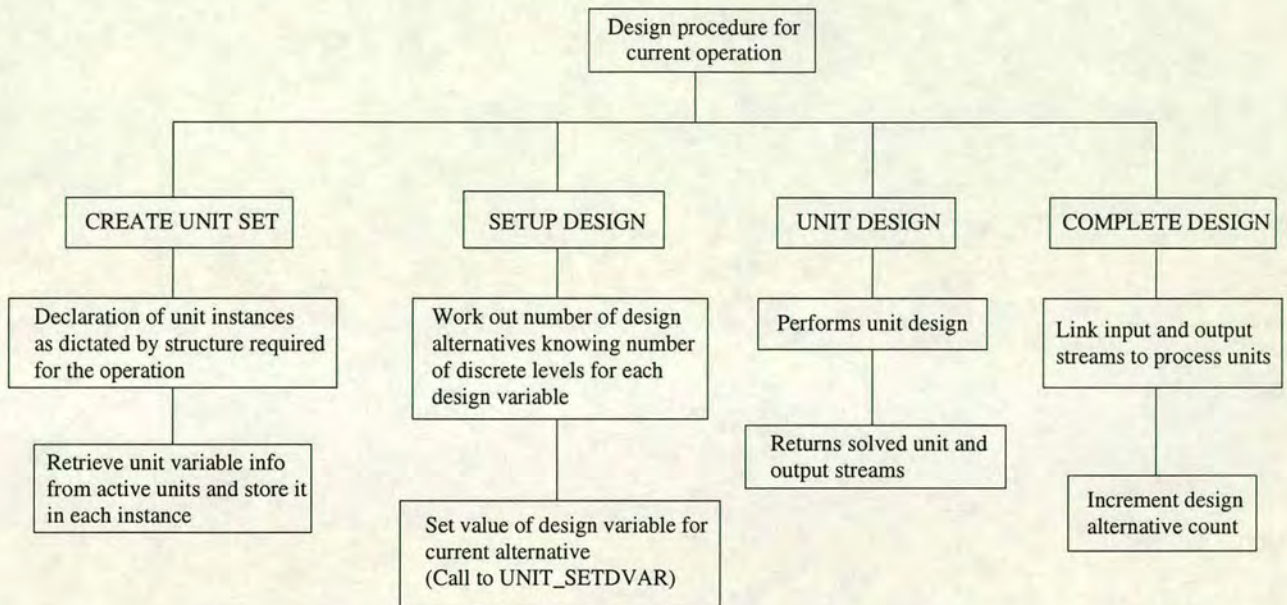 Design procedure for
current operation
CREATE UNIT SET
SETUP DESIGN
UNIT DESIGN
COMPLETE DESIGN
Declaration of unit instances
as dictated by structure required
for the operation
Work out number of design
alternatives knowing number
of discrete levels for each
design variable
Performs unit design
Link input and output
streams to process units
Retrieve unit variable info
from active units and store it
in each instance
Set value of design variable for
current alternative
(Call to UNIT_SETDVAR)
Returns solved unit and
output streams
Increment design
alternative count